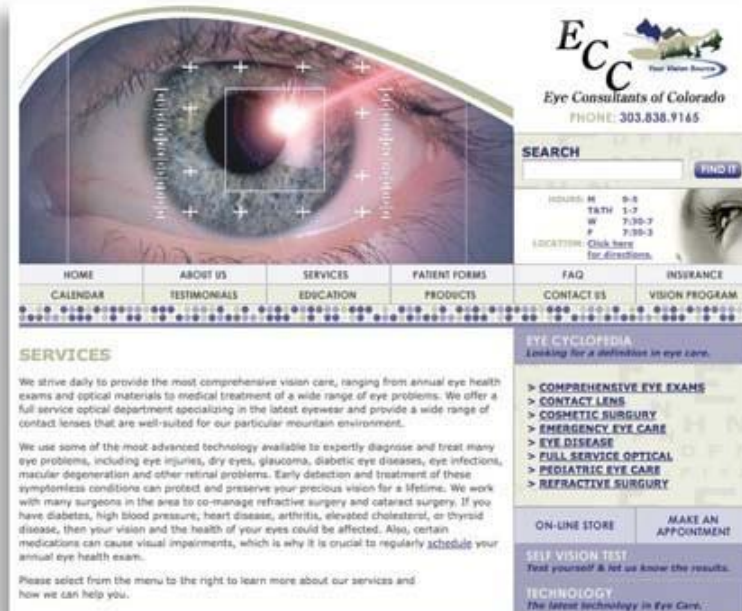 ECC
Your Vision Source
Eye Consultants of Colorado
PHONE: 303.838.9165
SEARCH
FIND IT
HOURS: M
T&TH 1-7
W 7:30-7
F 7:30-3
LOCATION: Click here
for directions.
HOME ABOUT US SERVICES PATIENT FORMS FAQ INSURANCE
CALENDAR TESTIMONIALS EDUCATION PRODUCTS CONTACT US VISION PROGRAM
SERVICES
We strive daily to provide the most comprehensive vision care, ranging from annual eye health
exams and optical materials to medical treatment of a wide range of eye problems. We offer a
full service optical department specializing in the latest eyewear and provide a wide range of
contact lenses that are well-suited for our particular mountain environment.
We use some of the most advanced technology available to expertly diagnose and treat many
eye problems, including eye injuries, dry eyes, glaucoma, diabetic eye diseases, eye infections,
macular degeneration and other retinal problems. Early detection and treatment of these
symptomless conditions can protect and preserve your precious vision for a lifetime. We work
with many surgeons in the area to co-manage refractive surgery and cataract surgery. If you
have diabetes, high blood pressure, heart disease, arthritis, elevated cholesterol, or thyroid
disease, then your vision and the health of your eyes could be affected. Also, certain
medications can cause visual impairments, which is why it is crucial to regularly schedule your
annual eye health exam.
Please select from the menu to the right to learn more about our services and
how we can help you.
EYE CYCLOPEDIA
Looking for a definition in eye care.
> COMPREHENSIVE EYE EXAMS
> CONTACT LENS
> COSMETIC SURGURY
> EMERGENCY EYE CARE
> EYE DISEASE
> FULL SERVICE OPTICAL
> PEDIATRIC EYE CARE
> REFRACTIVE SURGURY
ON-LINE STORE
MAKE AN
APPOINTMENT
SELF VISION TEST
Test yourself & let us know the results.
TECHNOLOGY
The latest technology in Eye Care.